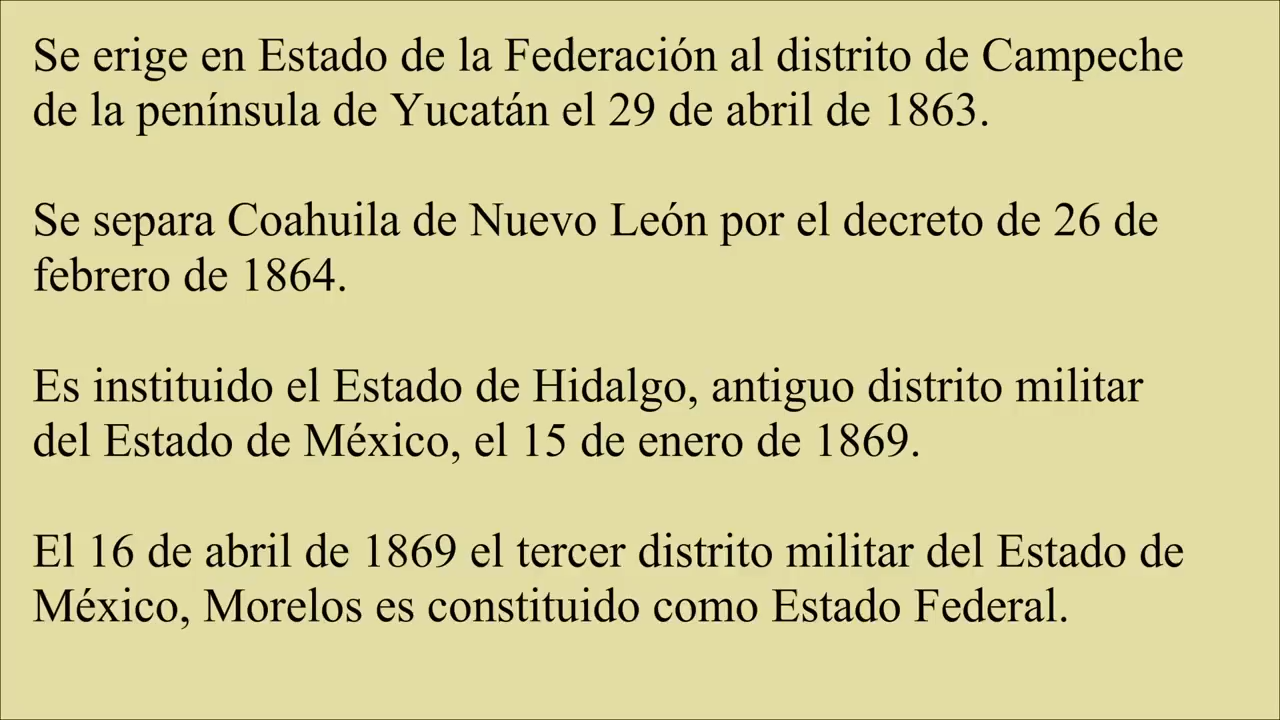 Se erige en Estado de la Federación al distrito de Campeche
de la península de Yucatán el 29 de abril de 1863.
Se separa Coahuila de Nuevo León por el decreto de 26 de
febrero de 1864.
Es instituido el Estado de Hidalgo, antiguo distrito militar
del Estado de México, el 15 de enero de 1869.
El 16 de abril de 1869 el tercer distrito militar del Estado de
México, Morelos es constituido como Estado Federal.